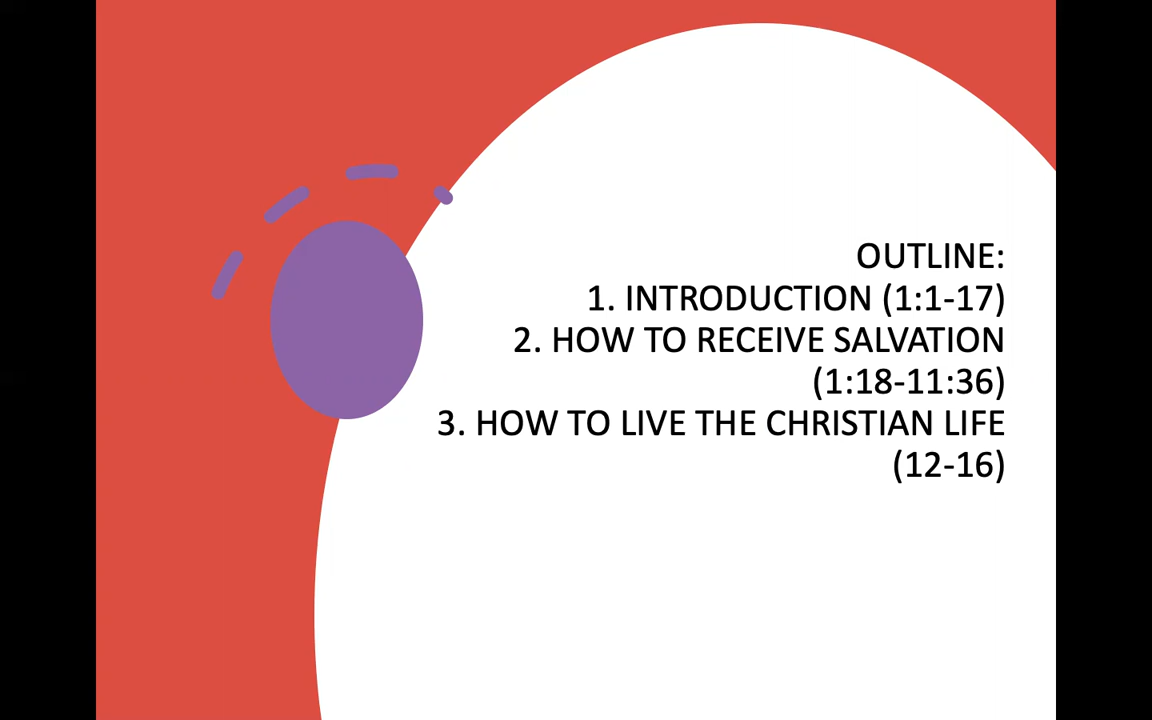 OUTLINE:
1. INTRODUCTION (1:1-17)
2. HOW TO RECEIVE SALVATION
(1:18-11:36)
3. HOW TO LIVE THE CHRISTIAN LIFE
(12-16)